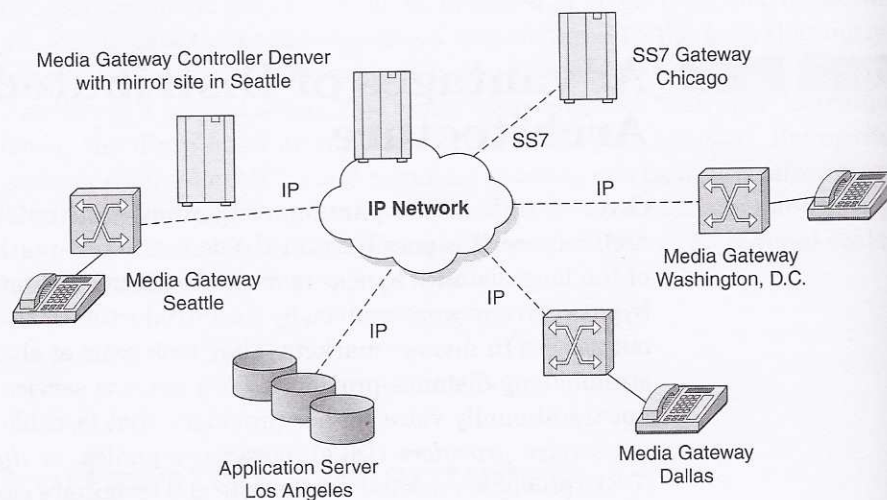 Media Gateway Controller Denver
with mirror site in Seattle
SS7 Gateway
Chicago
SS7
IP
IP Network
IP
Media Gateway
Seattle
Media Gateway
Washington, D.C.
IP
IP
Application Server
Los Angeles
Media Gateway
Dallas